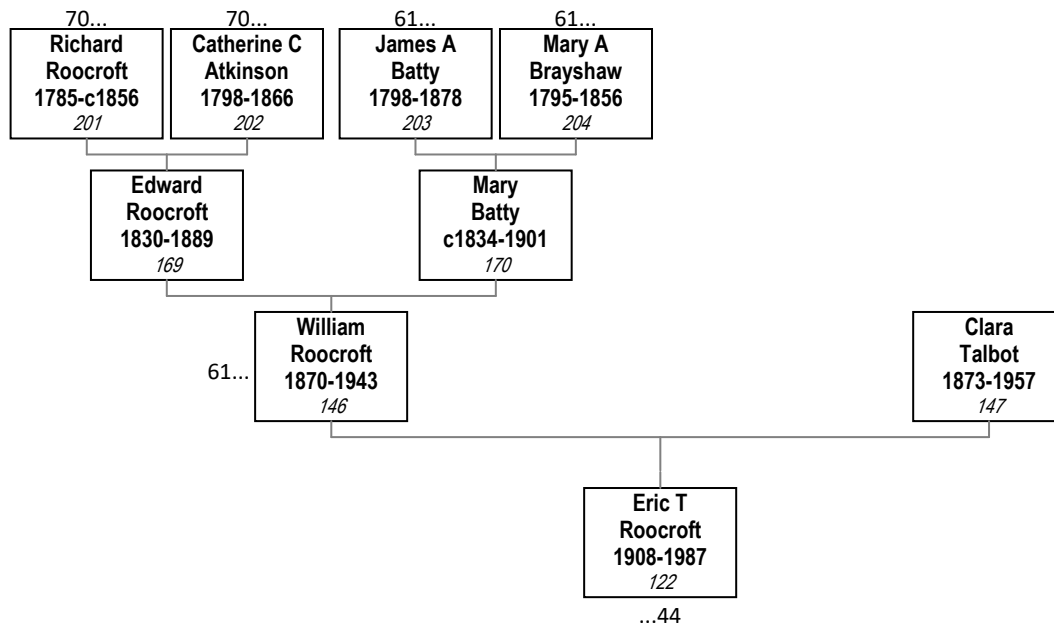 70...
70...
61...
61...
Richard
Roocroft
1785-c1856
201
Catherine C
Atkinson
1798-1866
202
James A
Batty
1798-1878
203
Mary A
Brayshaw
1795-1856
204
Edward
Roocroft
1830-1889
169
Mary
Batty
c1834-1901
170
61...
William
Roocroft
1870-1943
146
Clara
Talbot
1873-1957
147
Eric T
Roocroft
1908-1987
122
...44